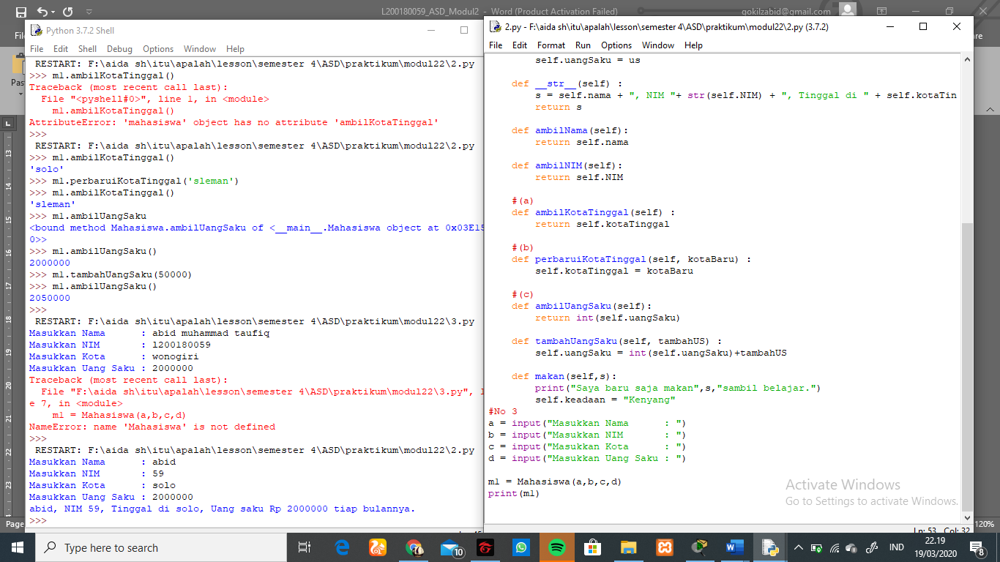 L200180059_ASD_Modul2 - Word (Product Activation Failed)
gokilzabid@gmail.com
Python 3.7.2 Shell
File Edit Shell Debug Options Window Help
RESTART: F:\aida sh\itu\apalah\lesson\semester 4\ASD\praktikum\modul22\2.py
>>> m1.ambilKotaTinggal()
Traceback (most recent call last):
  File "<pyshell#0>", line 1, in <module>
    m1.ambilKotaTinggal()
AttributeError: 'mahasiswa' object has no attribute 'ambilKotaTinggal'
>>>
RESTART: F:\aida sh\itu\apalah\lesson\semester 4\ASD\praktikum\modul22\2.py
>>> m1.ambilKotaTinggal()
'solo'
>>> m1.perbaruiKotaTinggal('sleman')
>>> m1.ambilKotaTinggal()
'sleman'
>>> m1.ambilUangSaku
<bound method Mahasiswa.ambilUangSaku of <__main__.Mahasiswa object at 0x03E15
0>>
>>> m1.ambilUangSaku()
2000000
>>> m1.tambahUangSaku(50000)
>>> m1.ambilUangSaku()
2050000
>>>
RESTART: F:\aida sh\itu\apalah\lesson\semester 4\ASD\praktikum\modul22\3.py
Masukkan Nama      : abid muhammad taufiq
Masukkan NIM       : l200180059
Masukkan Kota      : wonogiri
Masukkan Uang Saku : 2000000
Traceback (most recent call last):
  File "F:\aida sh\itu\apalah\lesson\semester 4\ASD\praktikum\modul22\3.py", l
e 7, in <module>
    m1 = Mahasiswa(a,b,c,d)
NameError: name 'Mahasiswa' is not defined
>>>
RESTART: F:\aida sh\itu\apalah\lesson\semester 4\ASD\praktikum\modul22\2.py
Masukkan Nama      : abid
Masukkan NIM       : 59
Masukkan Kota      : solo
Masukkan Uang Saku : 2000000
abid, NIM 59, Tinggal di solo, Uang saku Rp 2000000 tiap bulannya.
>>>
2.py - F:\aida sh\itu\apalah\lesson\semester 4\ASD\praktikum\modul22\2.py (3.7.2)
File Edit Format Run Options Window Help
        self.uangSaku = us
    def __str__(self) :
        s = self.nama + ", NIM "+ str(self.NIM) + ", Tinggal di " + self.kotaTin
        return s
    def ambilNama(self):
        return self.nama
    def ambilNIM(self):
        return self.NIM
    #(a)
    def ambilKotaTinggal(self) :
        return self.kotaTinggal
    #(b)
    def perbaruiKotaTinggal(self, kotaBaru) :
        self.kotaTinggal = kotaBaru
    #(c)
    def ambilUangSaku(self):
        return int(self.uangSaku)
    def tambahUangSaku(self, tambahUS) :
        self.uangSaku = int(self.uangSaku)+tambahUS
    def makan(self,s):
        print("Saya baru saja makan",s,"sambil belajar.")
        self.keadaan = "Kenyang"
#No 3
a = input("Masukkan Nama      : ")
b = input("Masukkan NIM       : ")
c = input("Masukkan Kota      : ")
d = input("Masukkan Uang Saku : ")
m1 = Mahasiswa(a,b,c,d)
print(m1)
Activate Windows
Go to Settings to activate Windows.
Ln: 53 Col: 32
Fil
Pas
L
13
14
15
16
17
18
19
20
21
22
23
Page
are
120%
Type here to search
10
IND
22.19
19/03/2020
8